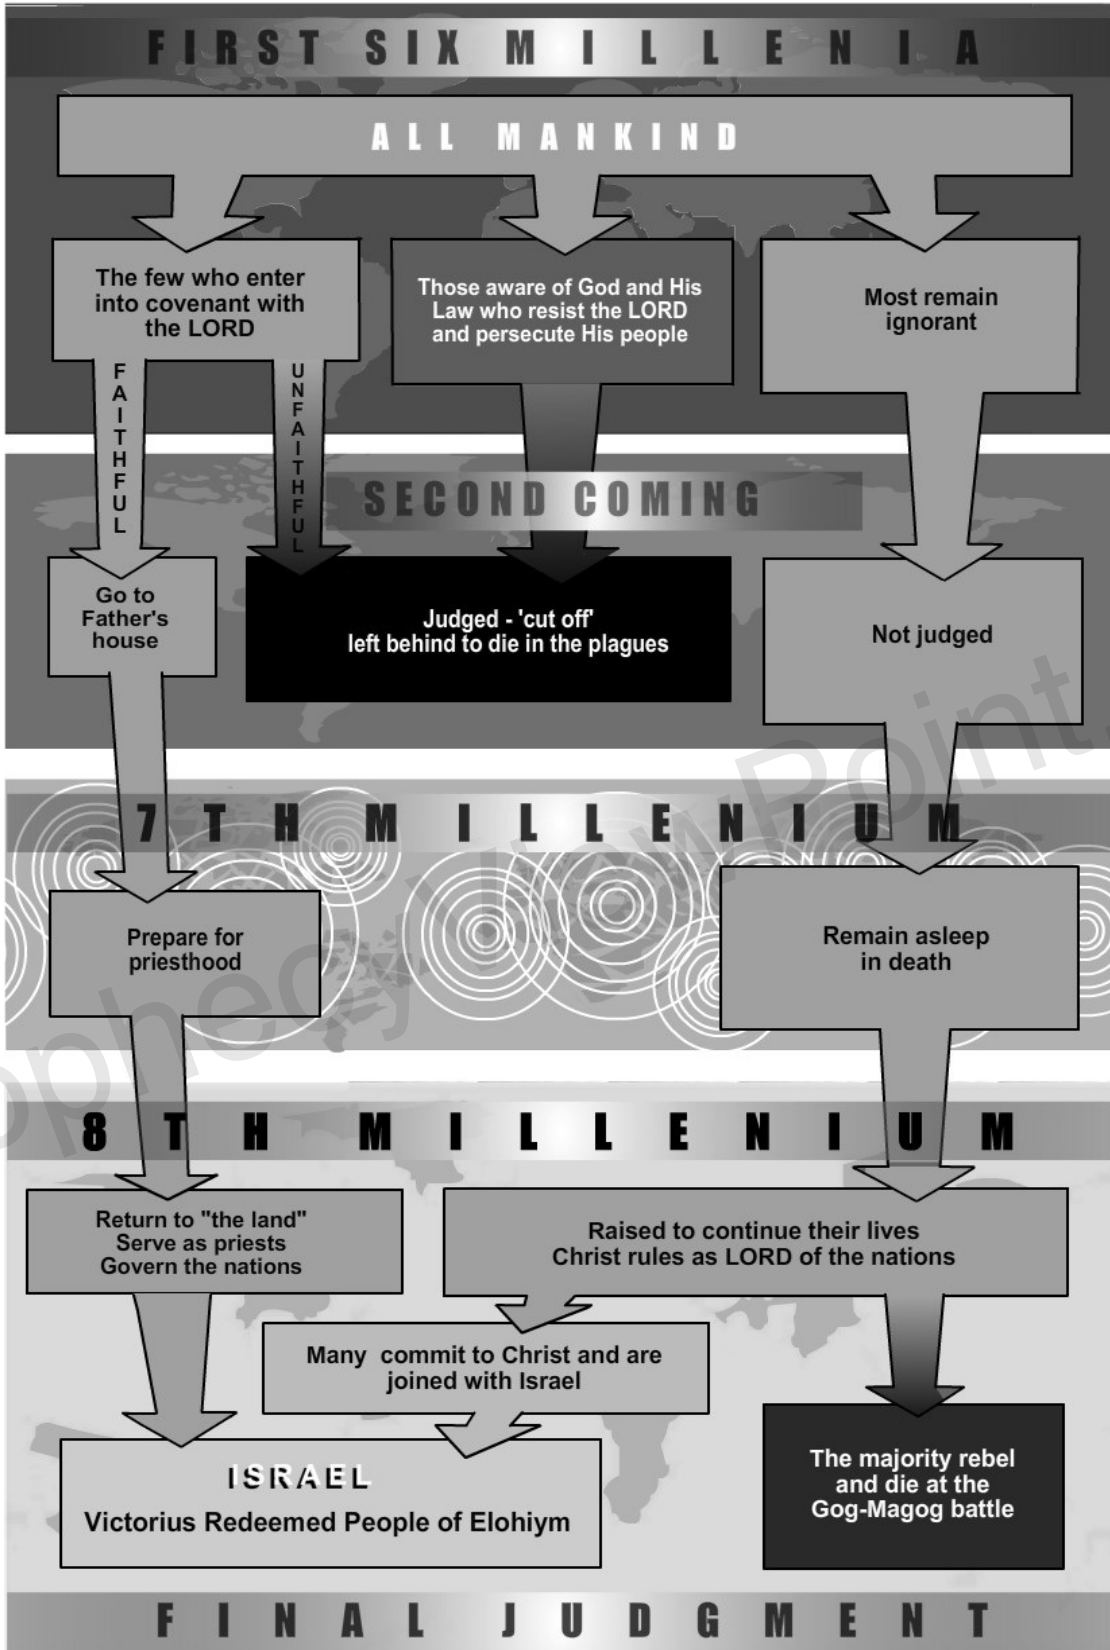 FIRST SIX MILLENIA
ALL MANKIND
The few who enter
into covenant with
the LORD
Those aware of God and His
Law who resist the LORD
and persecute His people
Most remain
ignorant
FAITHFUL
UNFAITHFUL
SECOND COMING
Go to
Father's
house
Judged - 'cut off'
left behind to die in the plagues
Not judged
7TH MILLENIUM
Prepare for
priesthood
Remain asleep
in death
8TH MILLENIUM
Return to "the land"
Serve as priests
Govern the nations
Raised to continue their lives
Christ rules as LORD of the nations
Many commit to Christ and are
joined with Israel
ISRAEL
Victorius Redeemed People of Elohiym
The majority rebel
and die at the
Gog-Magog battle
FINAL JUDGMENT
ophecyViewPoint.